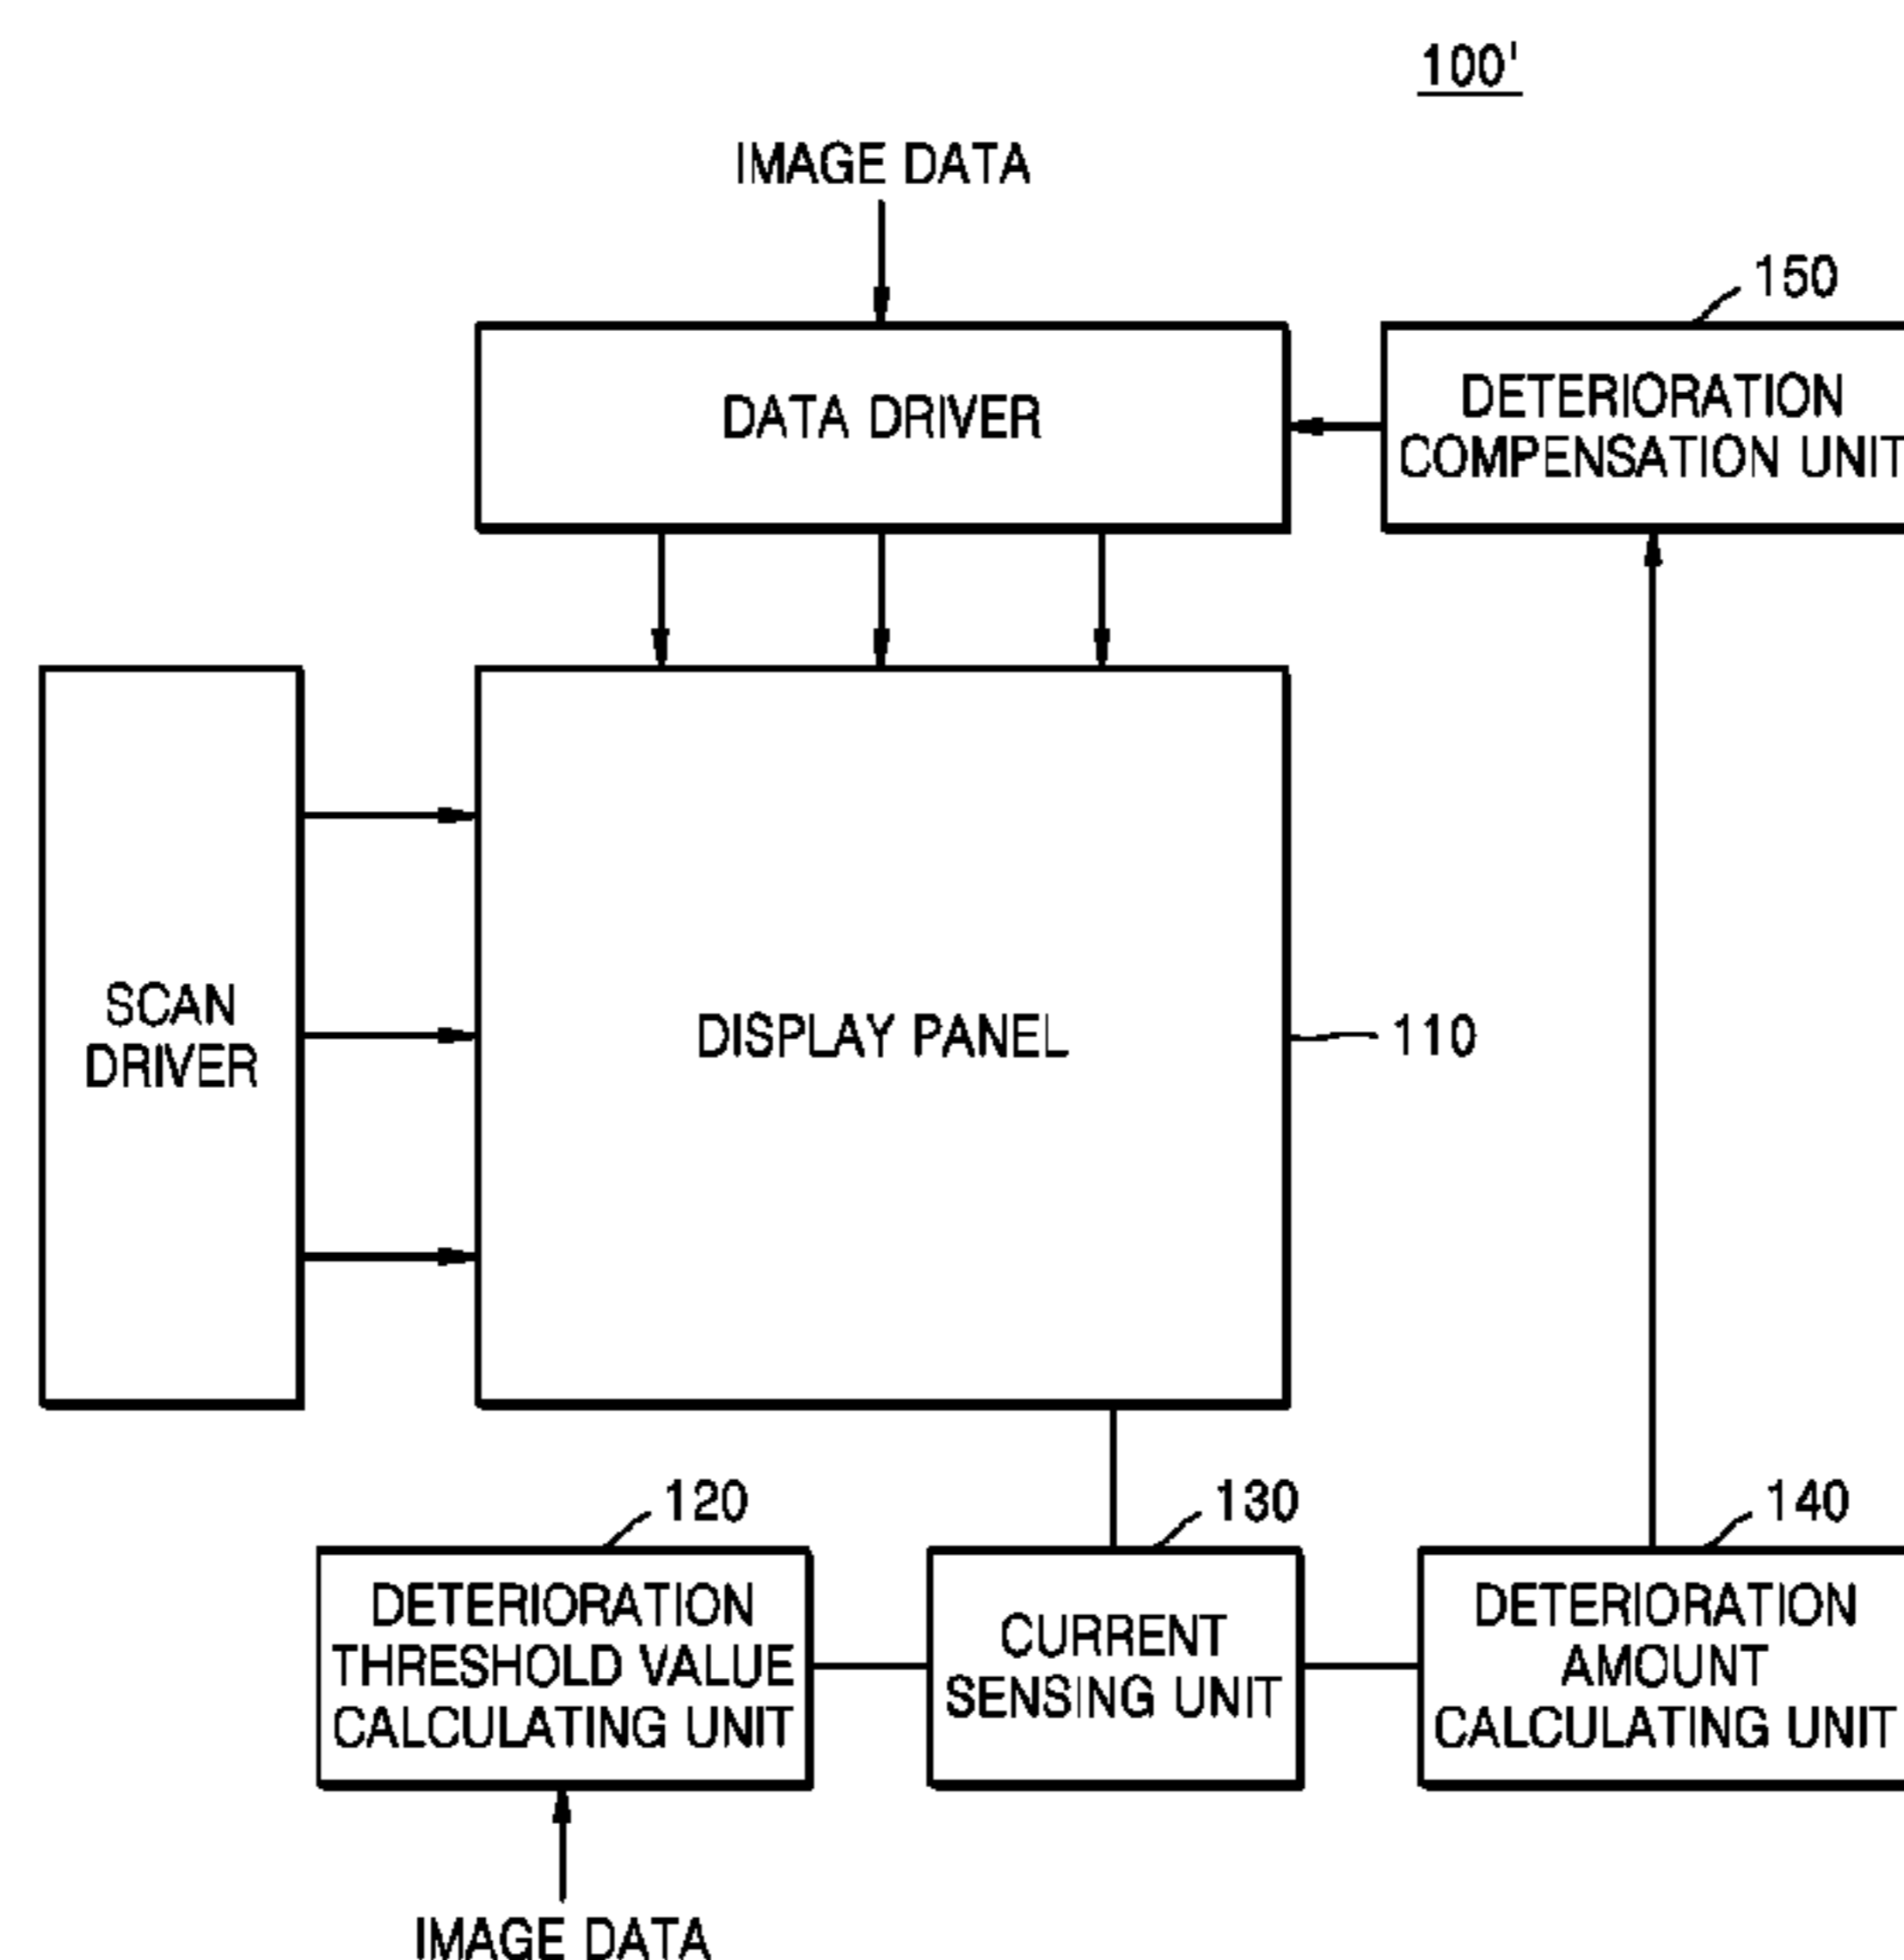 100'
IMAGE DATA
150
DATA DRIVER
DETERIORATION
COMPENSATION UNIT
SCAN
DRIVER
DISPLAY PANEL
110
120
130
140
DETERIORATION
THRESHOLD VALUE
CALCULATING UNIT
CURRENT
SENSING UNIT
DETERIORATION
AMOUNT
CALCULATING UNIT
IMAGE DATA